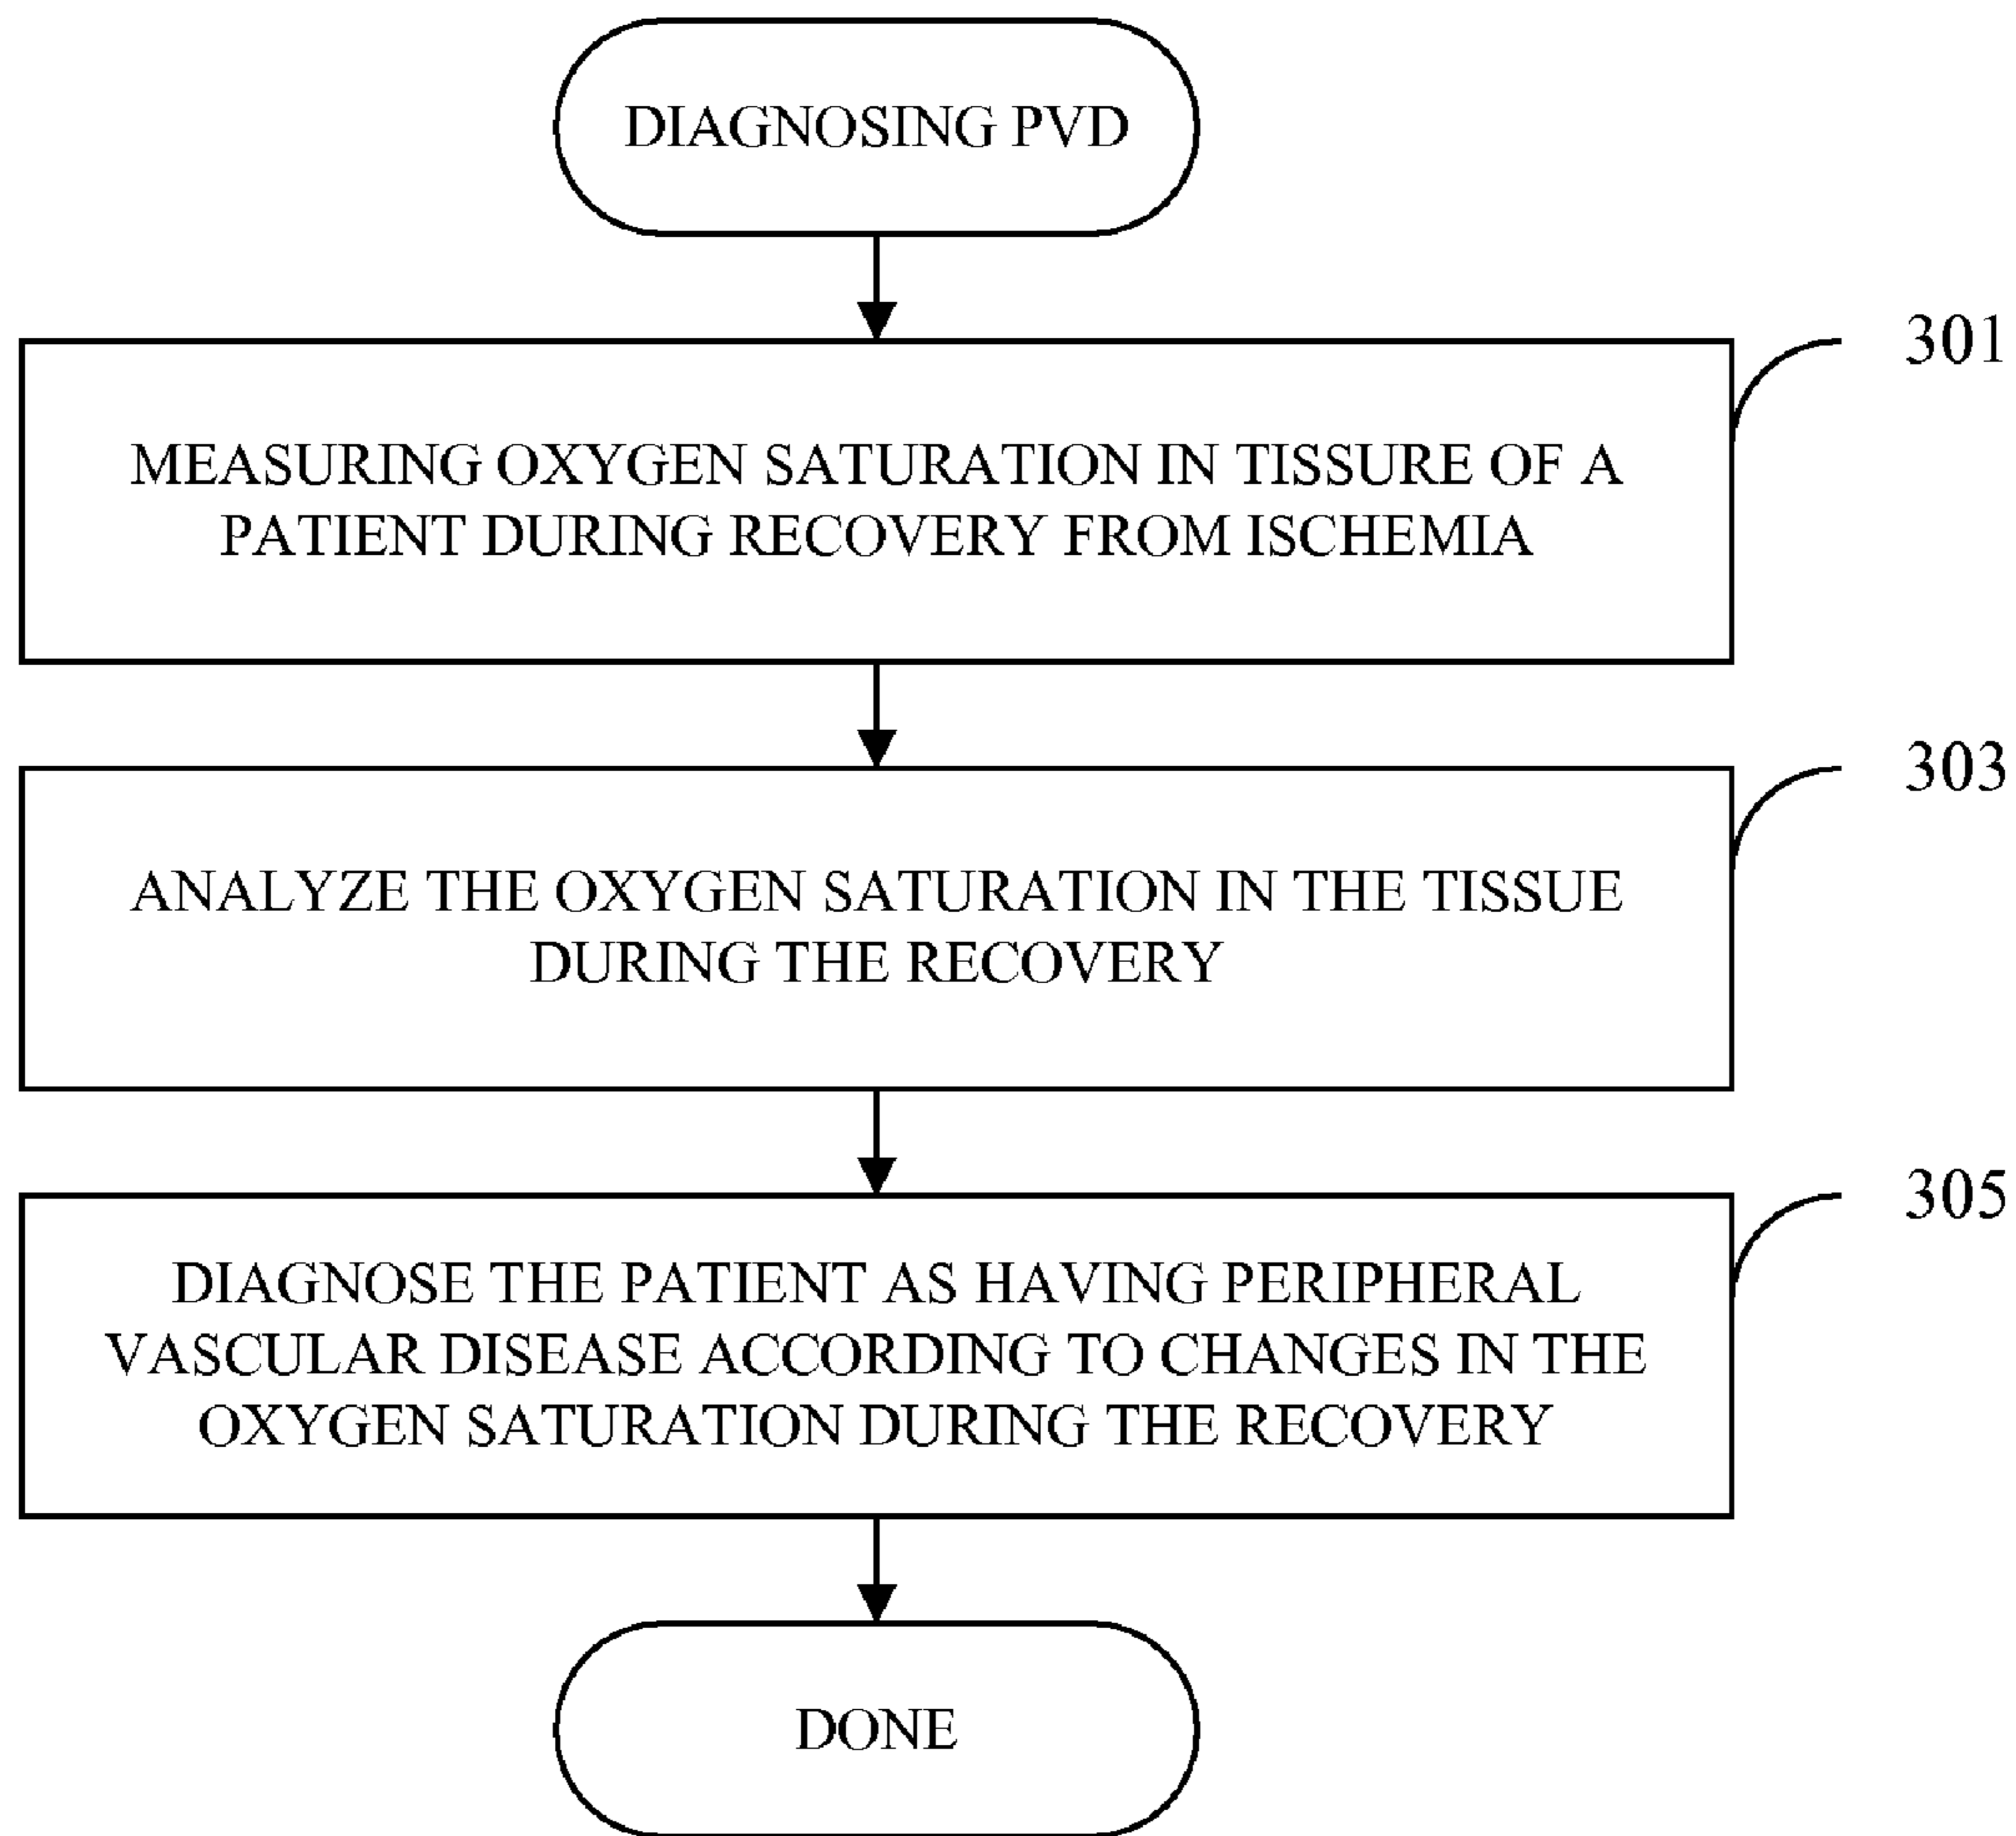 DIAGNOSING PVD
301
MEASURING OXYGEN SATURATION IN TISSURE OF A
PATIENT DURING RECOVERY FROM ISCHEMIA
303
ANALYZE THE OXYGEN SATURATION IN THE TISSUE
DURING THE RECOVERY
305
DIAGNOSE THE PATIENT AS HAVING PERIPHERAL
VASCULAR DISEASE ACCORDING TO CHANGES IN THE
OXYGEN SATURATION DURING THE RECOVERY
DONE